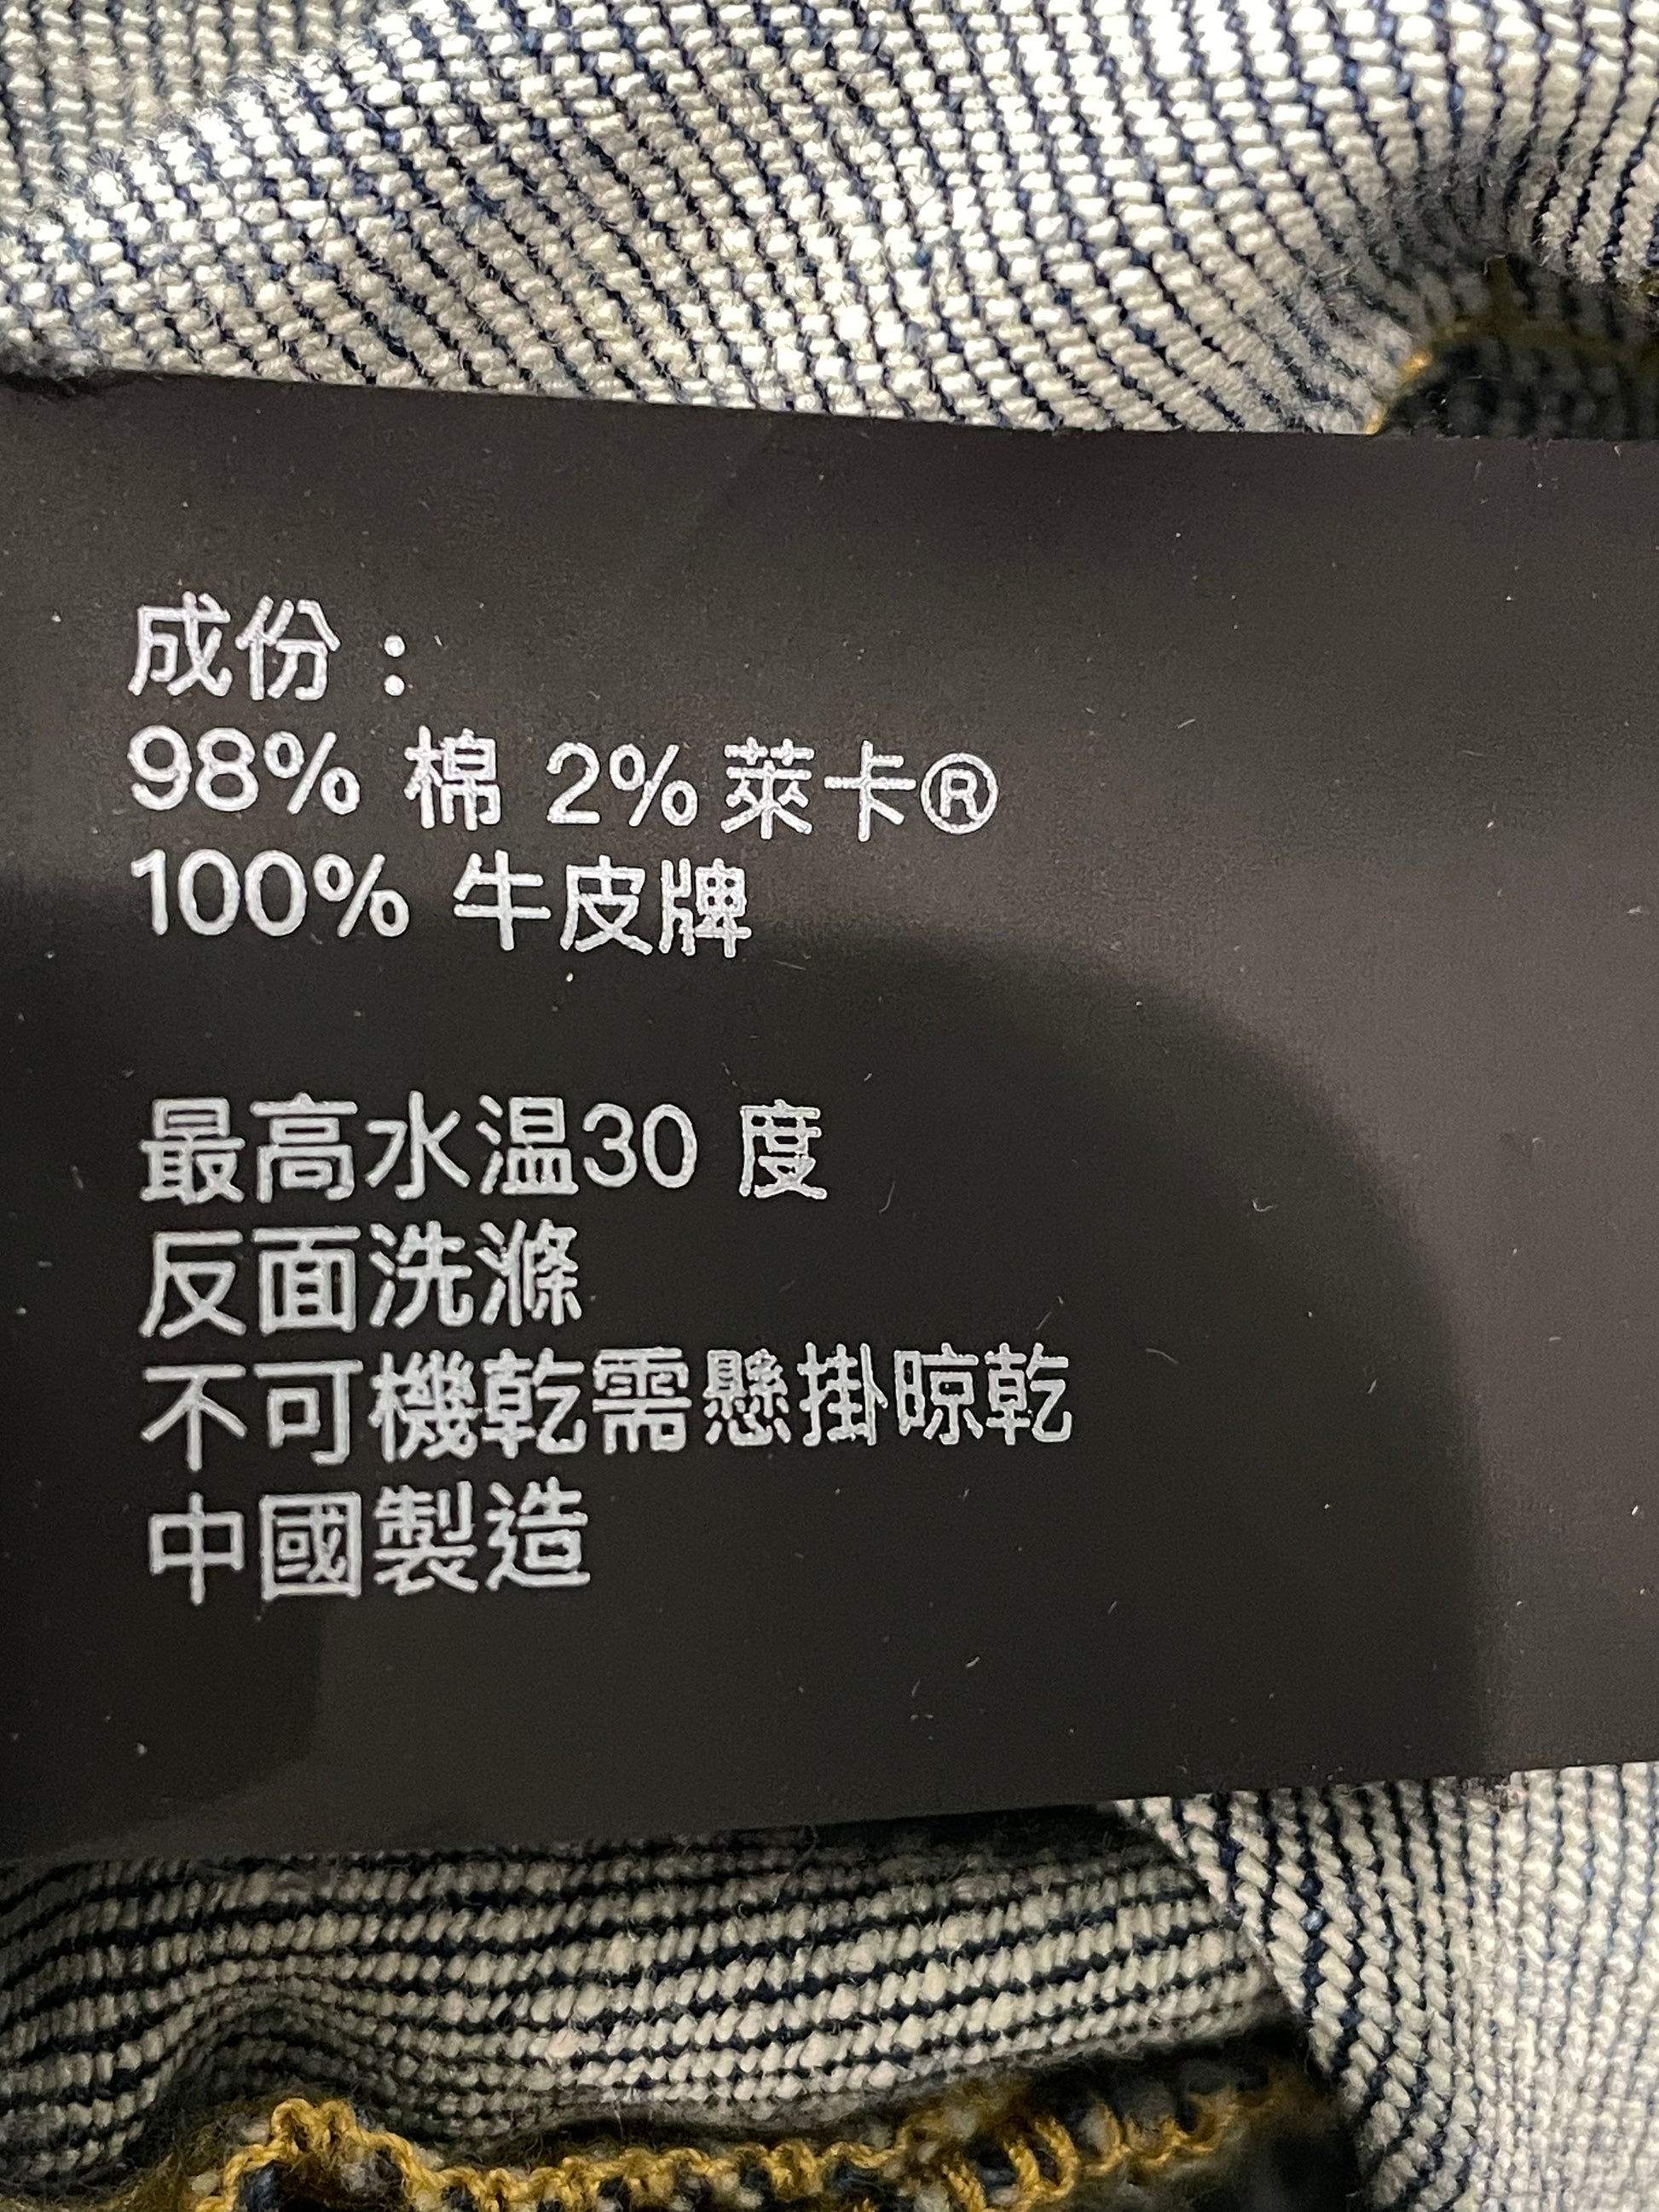 成份：
98% 棉 2% 萊卡®
100% 牛皮牌
最高水温30 度
反面洗滌
不可機乾需懸掛晾乾
中國製造